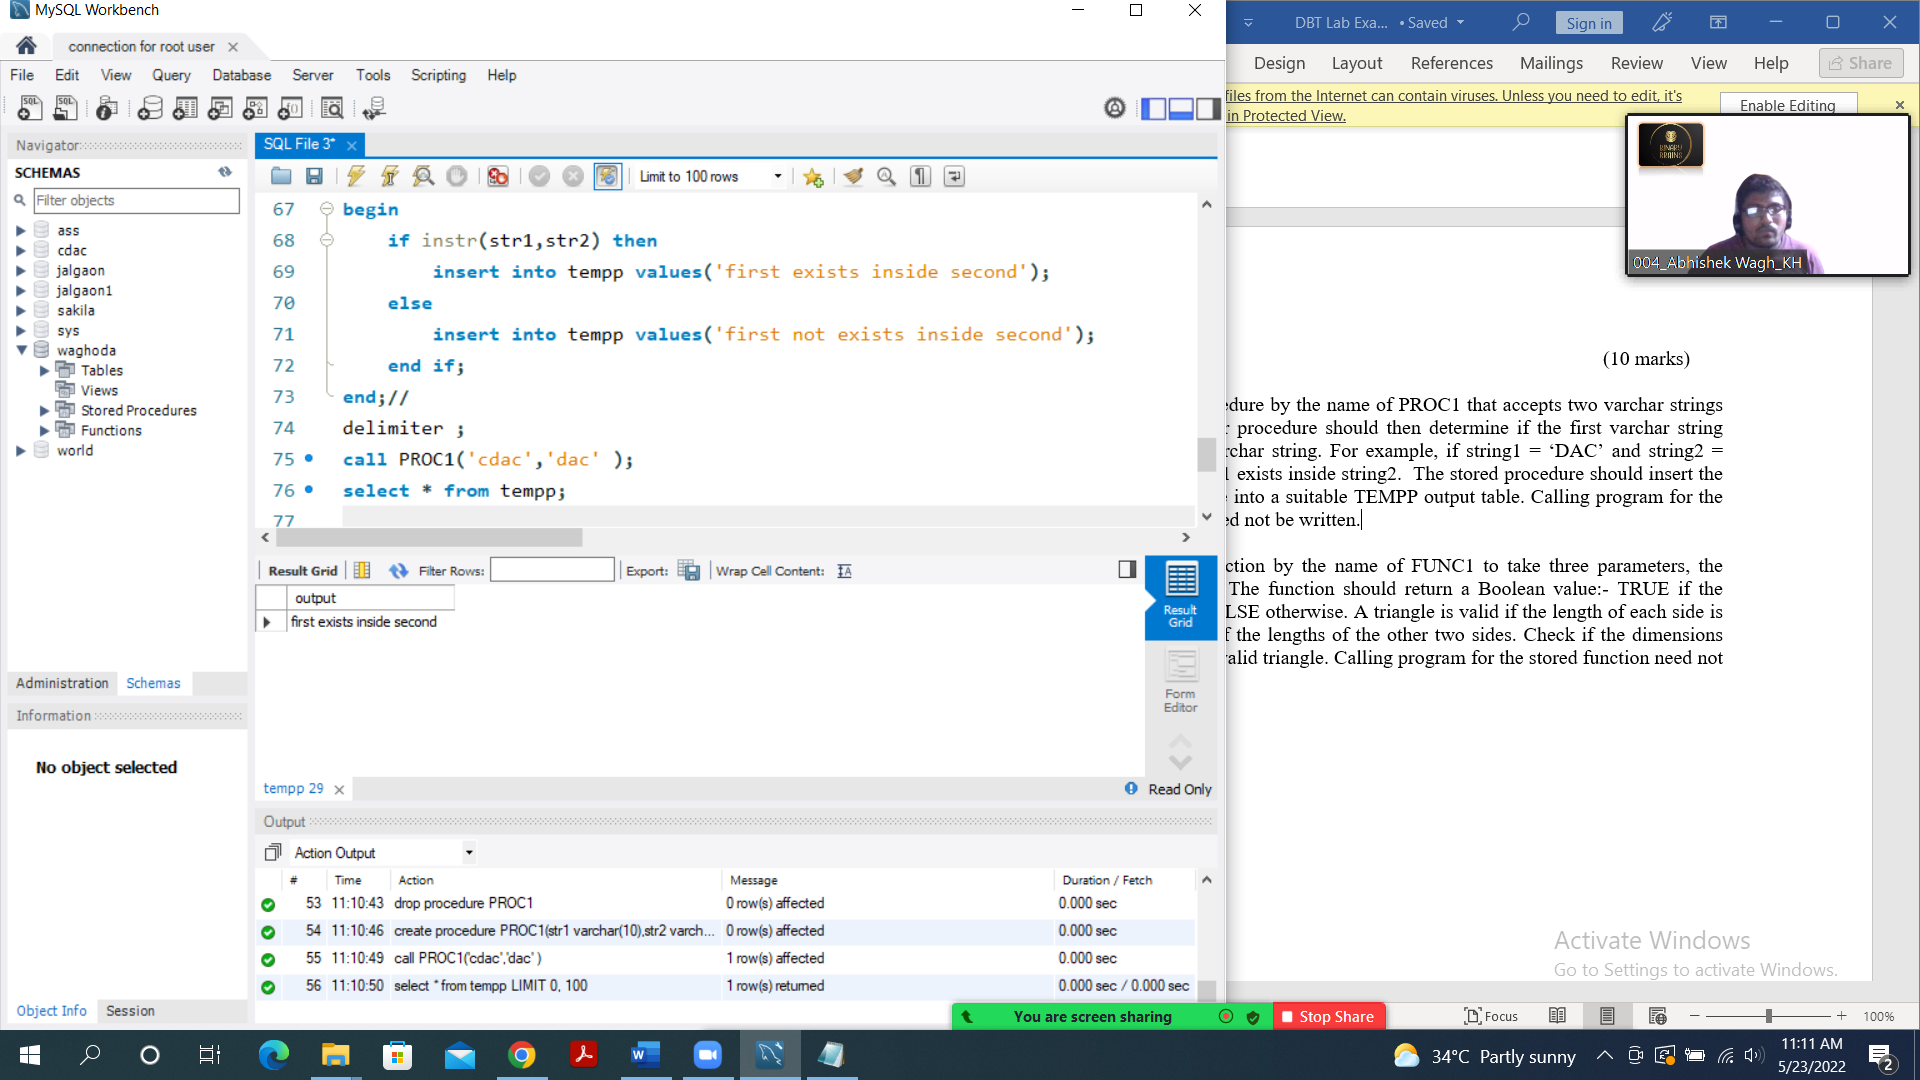 MySQL Workbench
connection for root user
File Edit View Query Database Server Tools Scripting Help
Navigator
SCHEMAS
Filter objects
ass
cdac
jalgaon
jalgaon1
sakila
sys
waghoda
Tables
Views
Stored Procedures
Functions
world
Administration Schemas
Information
No object selected
Object Info Session
SQL File 3*
Limit to 100 rows
67 begin
68 if instr(str1,str2) then
69 insert into tempp values('first exists inside second');
70 else
71 insert into tempp values('first not exists inside second');
72 end if;
73 end;//
74 delimiter ;
75 call PROC1('cdac','dac' );
76 select * from tempp;
77
Result Grid Filter Rows: Export: Wrap Cell Content:
output
first exists inside second
Result Grid
Form Editor
tempp 29
Read Only
Output
Action Output
# Time Action Message Duration / Fetch
53 11:10:43 drop procedure PROC1 0 row(s) affected 0.000 sec
54 11:10:46 create procedure PROC1(str1 varchar(10),str2 varch... 0 row(s) affected 0.000 sec
55 11:10:49 call PROC1('cdac','dac' ) 1 row(s) affected 0.000 sec
56 11:10:50 select * from tempp LIMIT 0, 100 1 row(s) returned 0.000 sec / 0.000 sec
You are screen sharing Stop Share
DBT Lab Exa... • Saved
Sign in
Design Layout References Mailings Review View Help Share
files from the Internet can contain viruses. Unless you need to edit, it's
in Protected View.
Enable Editing
BINARY BRAINS
004_Abhishek Wagh_KH
(10 marks)
edure by the name of PROC1 that accepts two varchar strings
r procedure should then determine if the first varchar string
rchar string. For example, if string1 = ‘DAC’ and string2 =
1 exists inside string2. The stored procedure should insert the
e into a suitable TEMPP output table. Calling program for the
ed not be written.
ction by the name of FUNC1 to take three parameters, the
The function should return a Boolean value:- TRUE if the
LSE otherwise. A triangle is valid if the length of each side is
f the lengths of the other two sides. Check if the dimensions
valid triangle. Calling program for the stored function need not
Activate Windows
Go to Settings to activate Windows.
Focus
100%
34°C Partly sunny
11:11 AM
5/23/2022
2